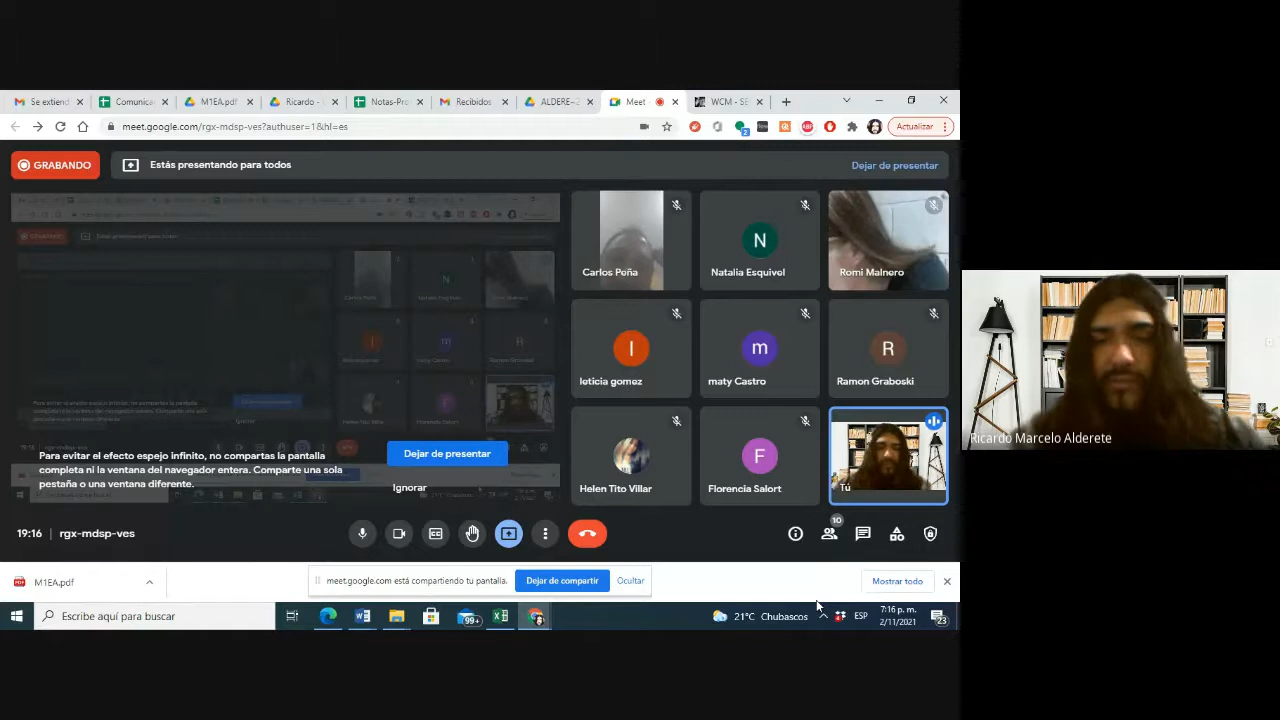 Se extiend
Comunica
M1EA.pdf
Ricardo -
Notas-Pro
Recibidos
ALDERE~2
Meet
WCM - SE
meet.google.com/rgx-mdsp-ves?authuser=1&hl=es
2
ABP
Actualizar
GRABANDO
Estás presentando para todos
Dejar de presentar
Carlos Peña
N
Natalia Esquivel
Romi Malnero
l
leticia gomez
m
maty Castro
R
Ramon Graboski
Helen Tito Villar
F
Florencia Salort
Tú
Ricardo Marcelo Alderete
Para evitar el efecto espejo infinito, no compartas la pantalla
completa ni la ventana del navegador entera. Comparte una sola
pestaña o una ventana diferente.
Dejar de presentar
Ignorar
19:16
rgx-mdsp-ves
10
M1EA.pdf
meet.google.com está compartiendo tu pantalla.
Dejar de compartir
Ocultar
Mostrar todo
Escribe aquí para buscar
99+
21°C Chubascos
ESP
7:16 p. m.
2/11/2021
23